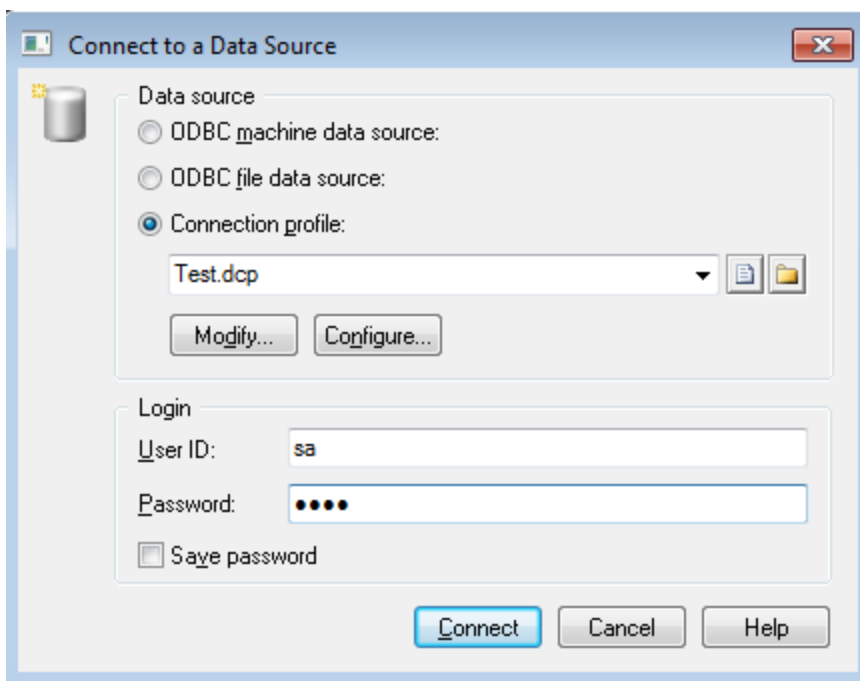 Connect to a Data Source
Data source
ODBC machine data source:
ODBC file data source:
Connection profile:
Test.dcp
Modify... Configure...
Login
User ID: sa
Password: ●●●●
Save password
Connect Cancel Help